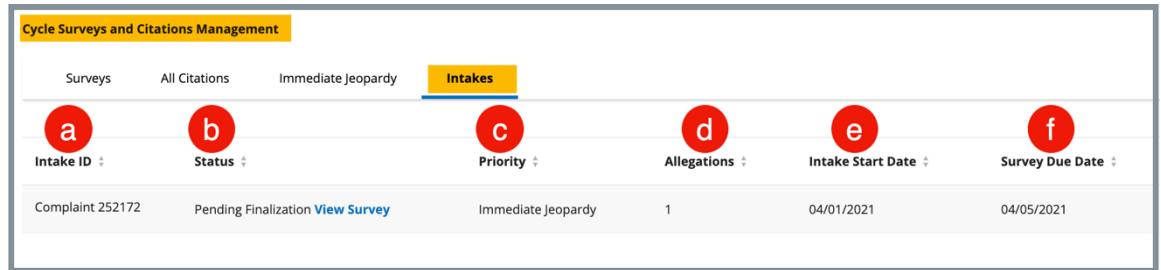 Cycle Surveys and Citations Management
Surveys All Citations Immediate Jeopardy Intakes
a b c d e f
Intake ID Status Priority Allegations Intake Start Date Survey Due Date
Complaint 252172 Pending Finalization View Survey Immediate Jeopardy 1 04/01/2021 04/05/2021